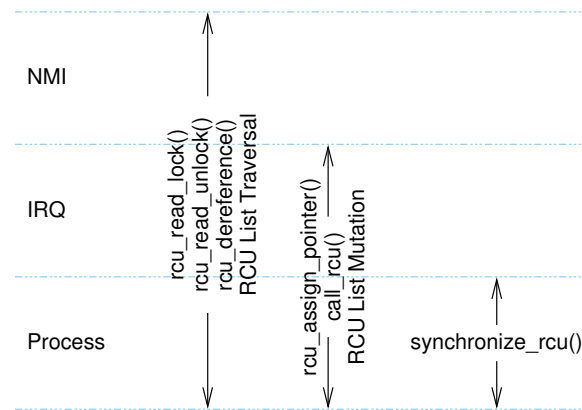 NMI
rcu_read_lock()
rcu_read_unlock()
rcu_dereference()
RCU List Traversal
IRQ
rcu_assign_pointer()
call_rcu()
RCU List Mutation
Process
synchronize_rcu()